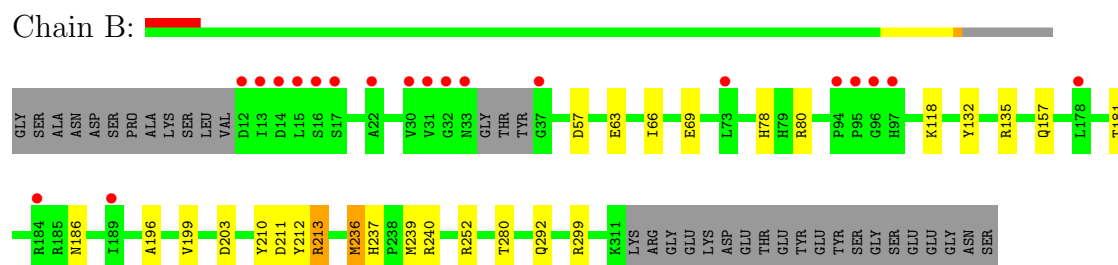 Chain B:
GLY SER ALA ASN ASP SER PRO ALA LYS SER LEU VAL D12 I13 D14 L15 S16 S17 A22 V30 V31 G32 N33 GLY THR TYR G37 D57 E63 I66 E69 L73 H78 H79 R80 P94 P95 G96 H97 K118 Y132 R135 Q157 L178 T181
R184 R185 N186 I189 A196 V199 D203 Y210 D211 Y212 R213 M236 H237 P238 M239 R240 R252 T280 Q292 R299 K311 LYS ARG GLY GLU LYS ASP GLU THR GLU TYR GLU TYR SER GLY SER GLU GLU GLY ASN SER